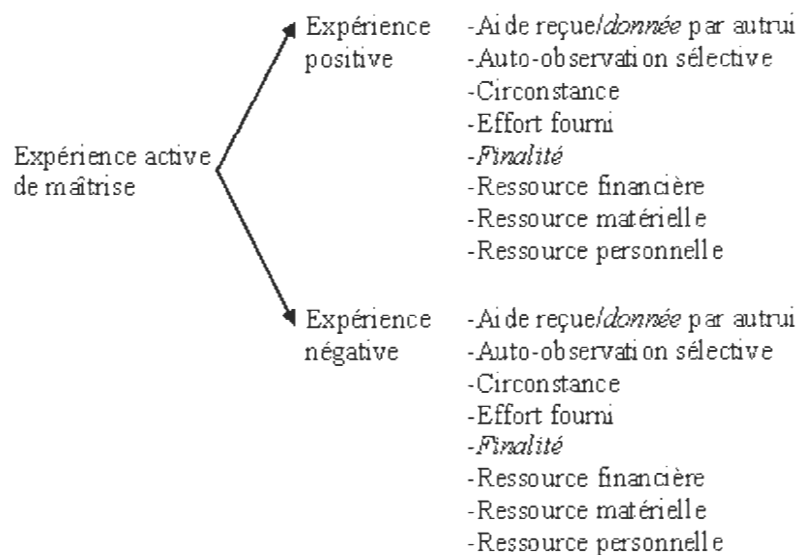 Expérience active
de maîtrise
Expérience
positive
-Aide reçue/donnée par autrui
-Auto-observation sélective
-Circonstance
-Effort fourni
-Finalité
-Ressource financière
-Ressource matérielle
-Ressource personnelle
Expérience
négative
-Aide reçue/donnée par autrui
-Auto-observation sélective
-Circonstance
-Effort fourni
-Finalité
-Ressource financière
-Ressource matérielle
-Ressource personnelle